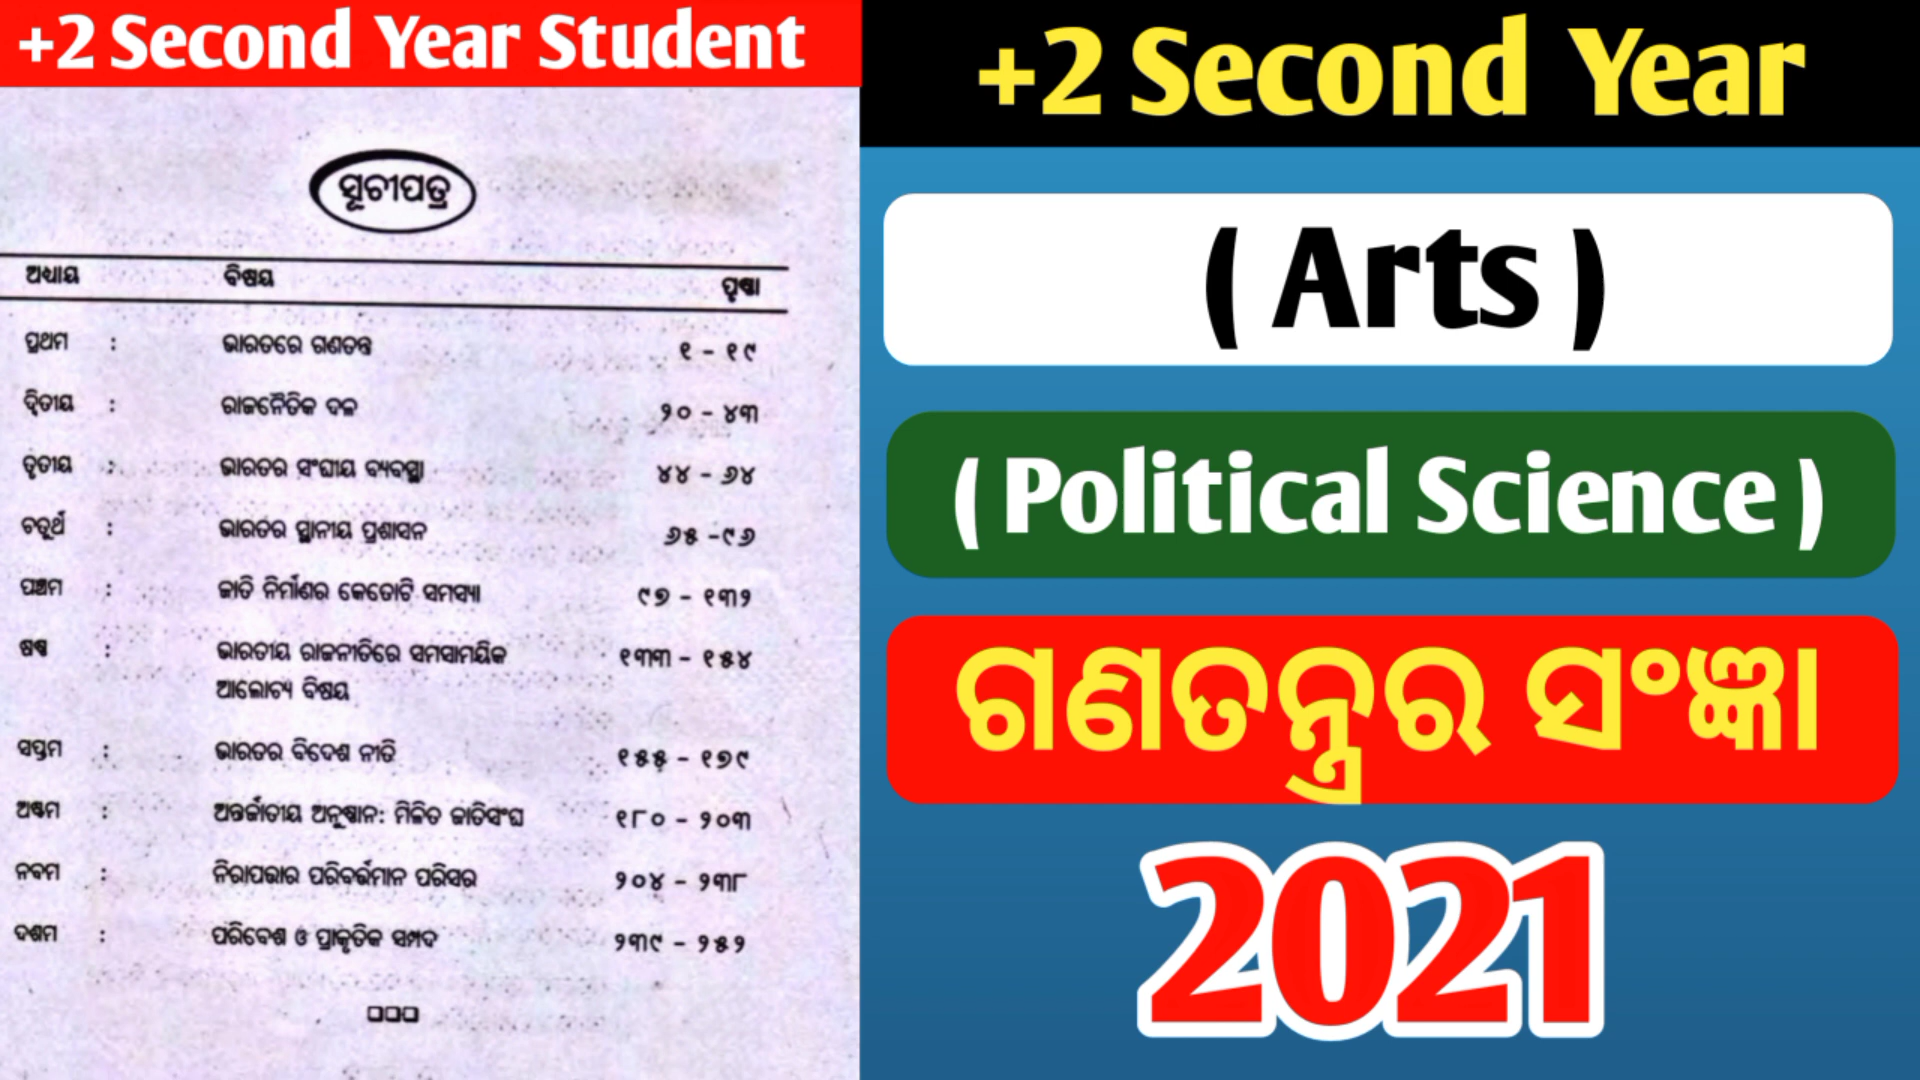 +2 Second Year Student
ସୂଚୀପତ୍ର
ଅଧ୍ୟାୟ ବିଷୟ ପୃଷ୍ଠା
ପ୍ରଥମ : ଭାରତରେ ଗଣତନ୍ତ୍ର ୧ - ୧୯
ଦ୍ୱିତୀୟ : ରାଜନୈତିକ ଦଳ ୨୦ - ୪୩
ତୃତୀୟ : ଭାରତର ସଂଘୀୟ ବ୍ୟବସ୍ଥା ୪୪ - ୬୪
ଚତୁର୍ଥ : ଭାରତର ସ୍ଥାନୀୟ ପ୍ରଶାସନ ୬୫ -୯୬
ପଞ୍ଚମ : ଜାତି ନିର୍ମାଣର କେତୋଟି ସମସ୍ୟା ୯୭ - ୧୩୨
ଷଷ୍ଠ : ଭାରତୀୟ ରାଜନୀତିରେ ସମସାମୟିକ ୧୩୩ - ୧୫୪
ଆଲୋଚ୍ୟ ବିଷୟ
ସପ୍ତମ : ଭାରତର ବିଦେଶ ନୀତି ୧୫୫ - ୧୭୯
ଅଷ୍ଟମ : ଅନ୍ତର୍ଜାତୀୟ ଅନୁଷ୍ଠାନ: ମିଳିତ ଜାତିସଂଘ ୧୮୦ - ୨୦୩
ନବମ : ନିରାପତ୍ତାର ପରିବର୍ତ୍ତମାନ ପରିସର ୨୦୪ - ୨୩୮
ଦଶମ : ପରିବେଶ ଓ ପ୍ରାକୃତିକ ସମ୍ପଦ ୨୩୯ - ୨୫୨
+2 Second Year
( Arts )
( Political Science )
ଗଣତନ୍ତ୍ରର ସଂଜ୍ଞା
2021